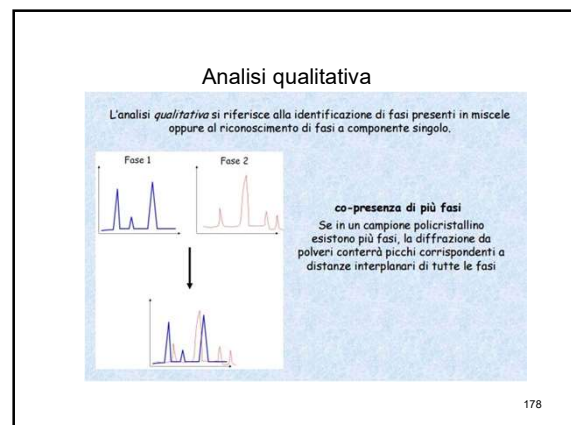 Analisi qualitativa
L'analisi qualitativa si riferisce alla identificazione di fasi presenti in miscele
oppure al riconoscimento di fasi a componente singolo.
Fase 1
Fase 2
co-presenza di più fasi
Se in un campione policristallino
esistono più fasi, la diffrazione da
polveri conterrà picchi corrispondenti a
distanze interplanari di tutte le fasi
178